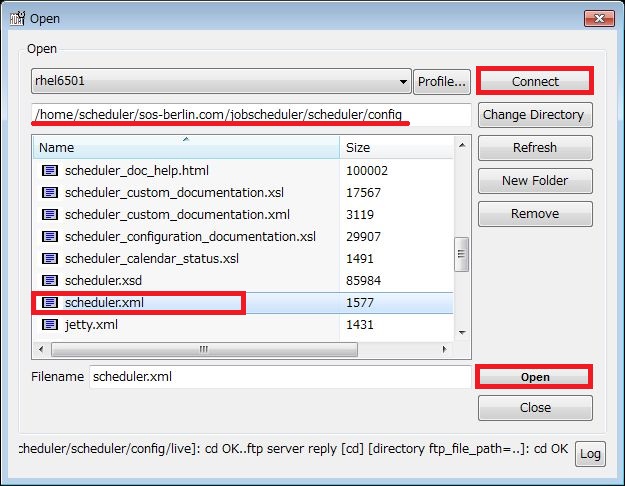 Open
Open
rhel6501
Profile...
Connect
/home/scheduler/sos-berlin.com/jobscheduler/scheduler/config
Change Directory
Name Size
scheduler_doc_help.html 100002
scheduler_custom_documentation.xsl 17567
scheduler_custom_documentation.xml 3119
scheduler_configuration_documentation.xsl 29907
scheduler_calendar_status.xsl 1491
scheduler.xsd 85984
scheduler.xml 1577
jetty.xml 1431
Refresh
New Folder
Remove
Filename scheduler.xml
Open
Close
:heduler/scheduler/config/live]: cd OK..ftp server reply [cd] [directory ftp_file_path=..]: cd OK
Log